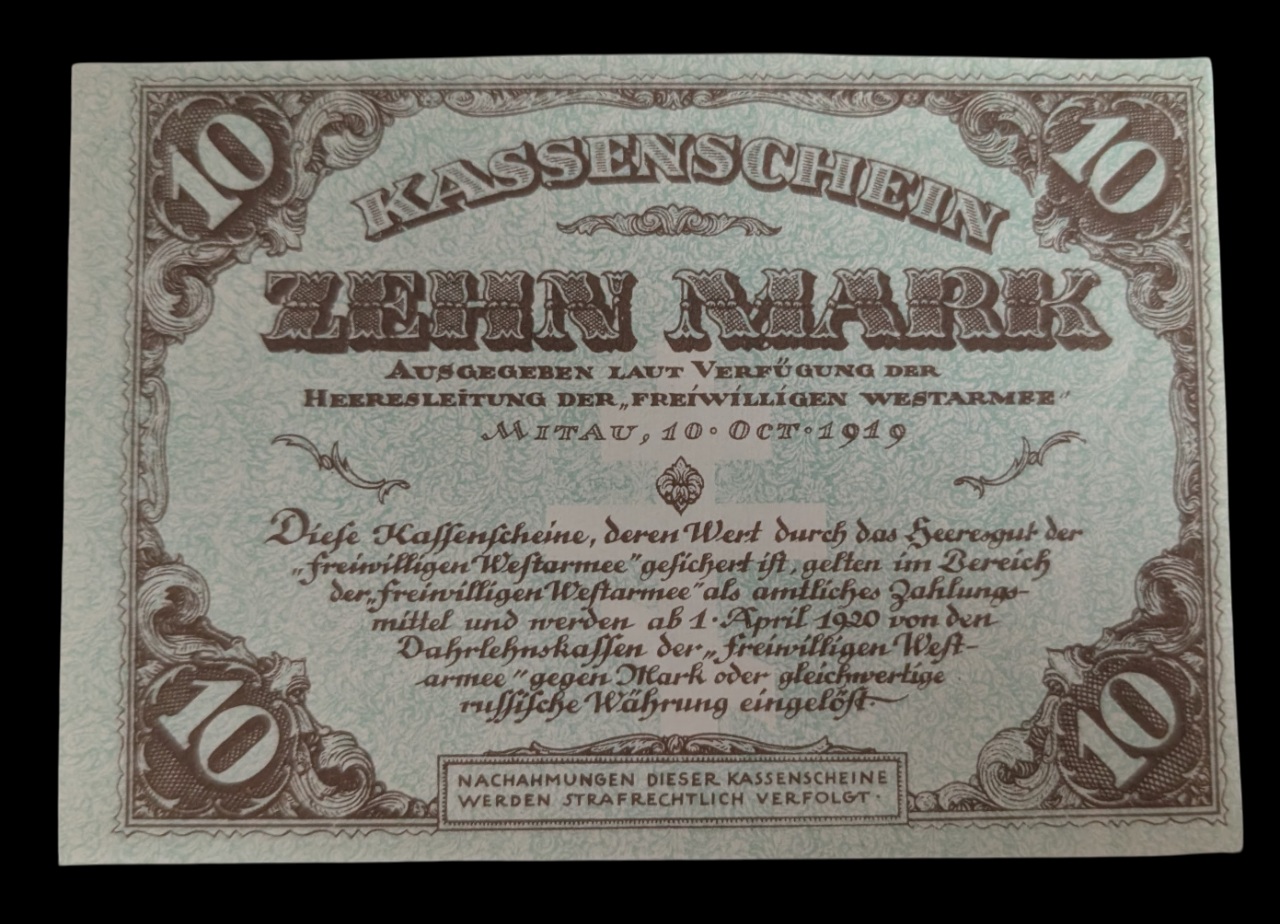 10 10
KASSENSCHEIN
ZEHN MARK
AUSGEGEBEN LAUT VERFÜGUNG DER
HEERESLEITUNG DER „FREIWILLIGEN WESTARMEE“
MITAU, 10·OCT·1919
Diese Kassenscheine, deren Wert durch das Heeresgut der
„freiwilligen Westarmee“ gesichert ist, gelten im Bereich
der „freiwilligen Westarmee“ als amtliches Zahlungs-
mittel und werden ab 1·April 1920 von den
Dahrlehnskassen der „freiwilligen West-
armee“ gegen Mark oder gleichwertige
russische Währung eingelöst.
10 10
NACHAHMUNGEN DIESER KASSENSCHEINE
WERDEN STRAFRECHTLICH VERFOLGT·